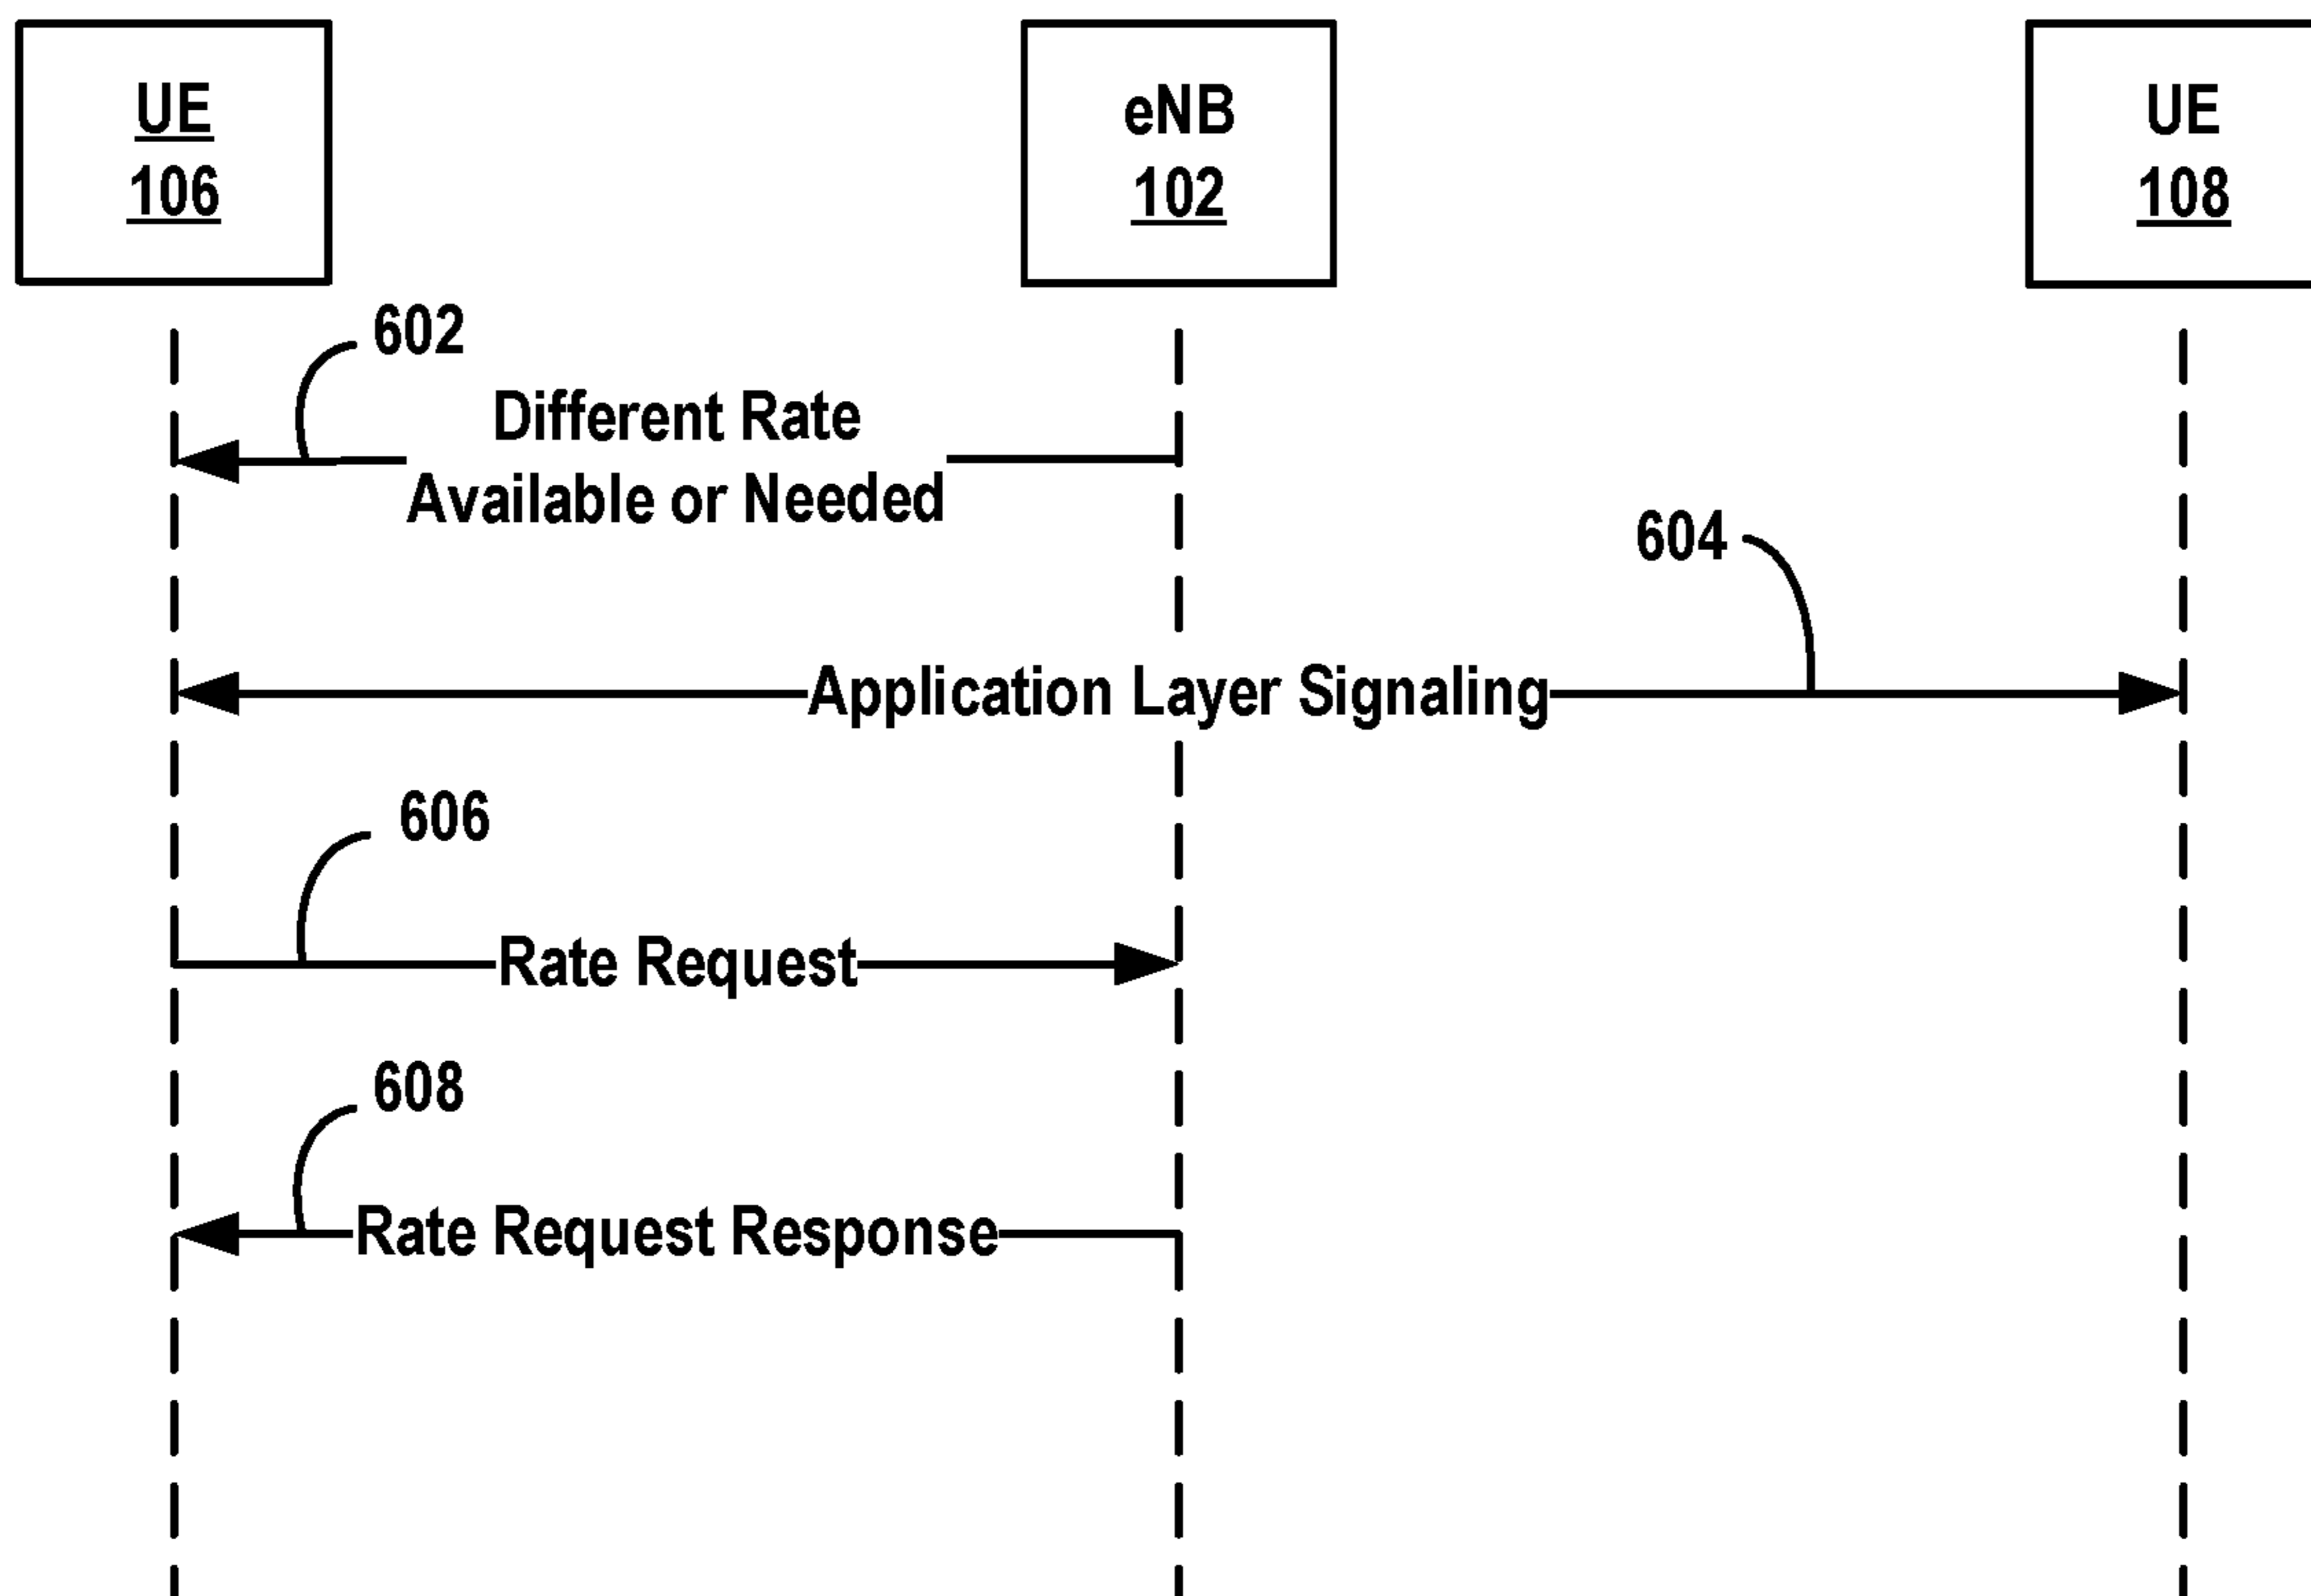 UE
106
eNB
102
UE
108
602
Different Rate
Available or Needed
604
Application Layer Signaling
606
Rate Request
608
Rate Request Response